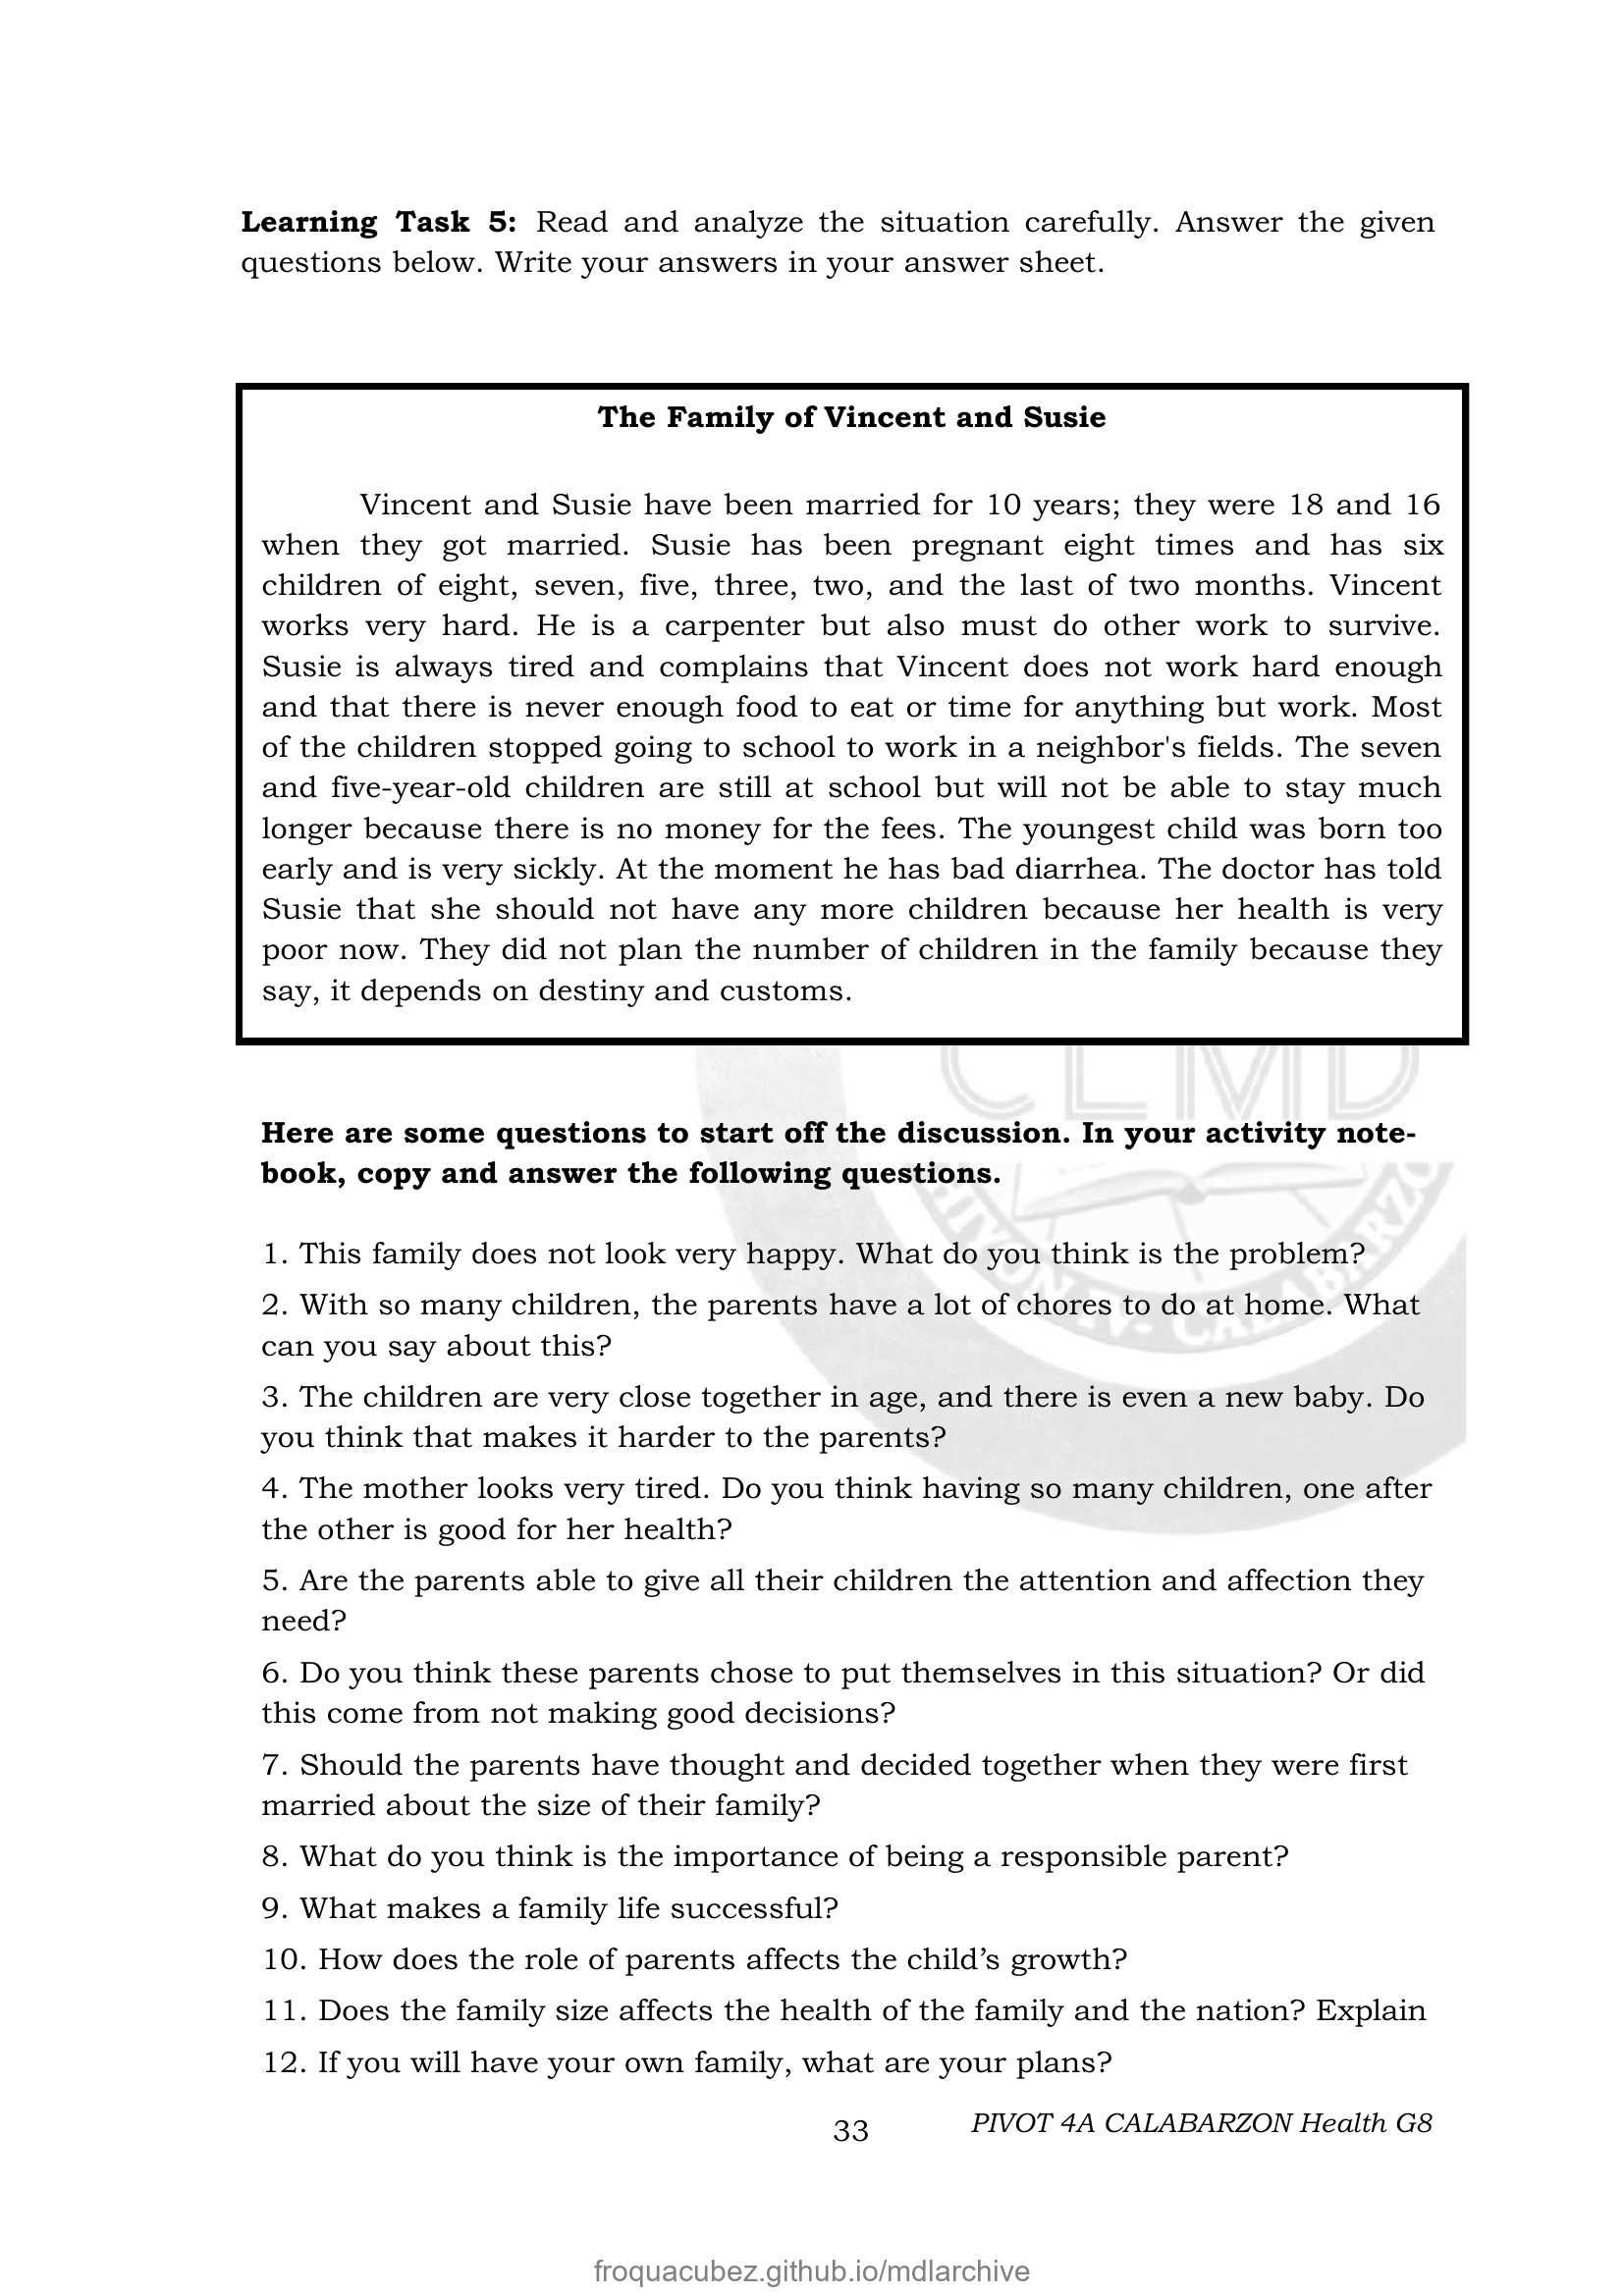 Learning Task 5: Read and analyze the situation carefully. Answer the given
questions below. Write your answers in your answer sheet.
The Family of Vincent and Susie
Vincent and Susie have been married for 10 years; they were 18 and 16
when they got married. Susie has been pregnant eight times and has six
children of eight, seven, five, three, two, and the last of two months. Vincent
works very hard. He is a carpenter but also must do other work to survive.
Susie is always tired and complains that Vincent does not work hard enough
and that there is never enough food to eat or time for anything but work. Most
of the children stopped going to school to work in a neighbor's fields. The seven
and five-year-old children are still at school but will not be able to stay much
longer because there is no money for the fees. The youngest child was born too
early and is very sickly. At the moment he has bad diarrhea. The doctor has told
Susie that she should not have any more children because her health is very
poor now. They did not plan the number of children in the family because they
say, it depends on destiny and customs.
CLMD
Here are some questions to start off the discussion. In your activity note-
book, copy and answer the following questions.
1. This family does not look very happy. What do you think is the problem?
2. With so many children, the parents have a lot of chores to do at home. What
can you say about this?
3. The children are very close together in age, and there is even a new baby. Do
you think that makes it harder to the parents?
4. The mother looks very tired. Do you think having so many children, one after
the other is good for her health?
5. Are the parents able to give all their children the attention and affection they
need?
6. Do you think these parents chose to put themselves in this situation? Or did
this come from not making good decisions?
7. Should the parents have thought and decided together when they were first
married about the size of their family?
8. What do you think is the importance of being a responsible parent?
9. What makes a family life successful?
10. How does the role of parents affects the child’s growth?
11. Does the family size affects the health of the family and the nation? Explain
12. If you will have your own family, what are your plans?
33
PIVOT 4A CALABARZON Health G8
froquacubez.github.io/mdlarchive